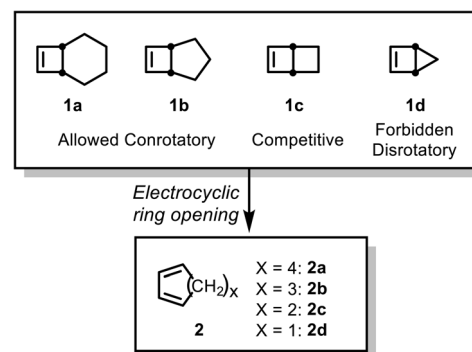 1a 1b 1c 1d
Allowed Conrotatory Competitive Forbidden
Disrotatory
Electrocyclic
ring opening
(CH2)x
X = 4: 2a
X = 3: 2b
X = 2: 2c
X = 1: 2d
2